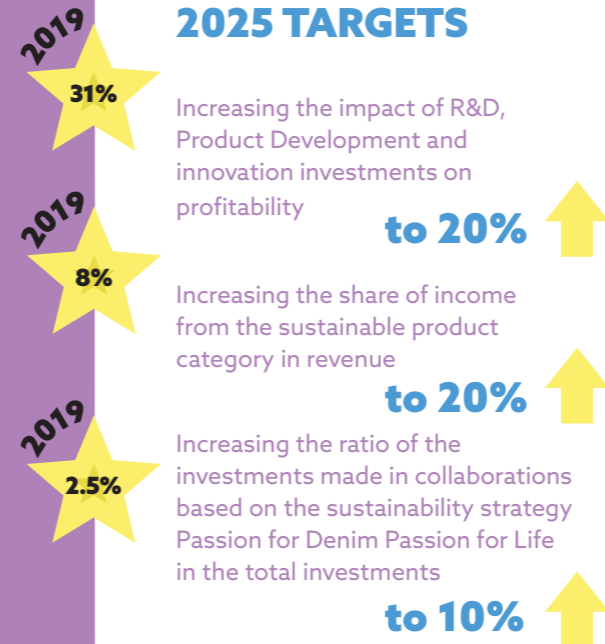 2025 TARGETS
2019
31%
Increasing the impact of R&D,
Product Development and
innovation investments on
profitability
to 20%
2019
8%
Increasing the share of income
from the sustainable product
category in revenue
to 20%
2019
2.5%
Increasing the ratio of the
investments made in collaborations
based on the sustainability strategy
Passion for Denim Passion for Life
in the total investments
to 10%